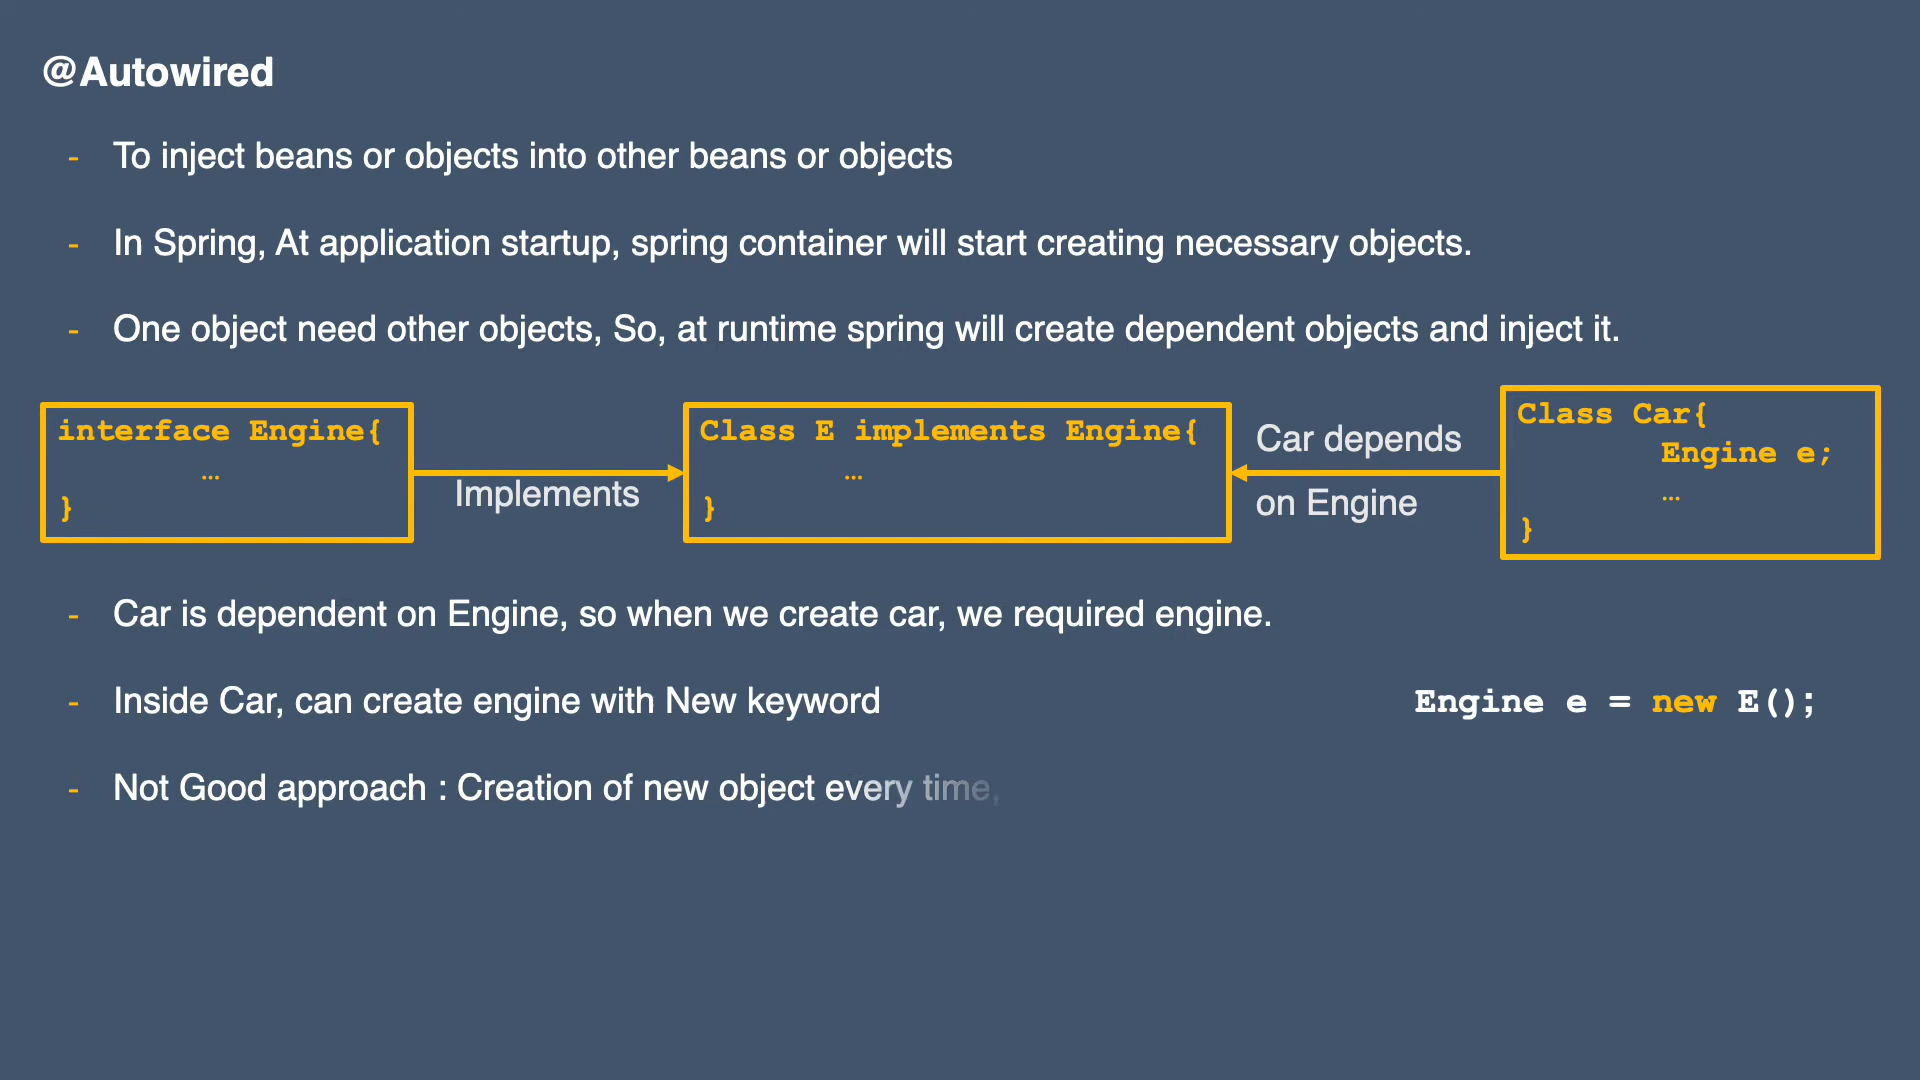 @Autowired
- To inject beans or objects into other beans or objects
- In Spring, At application startup, spring container will start creating necessary objects.
- One object need other objects, So, at runtime spring will create dependent objects and inject it.
interface Engine{
...
}
Implements
Class E implements Engine{
...
}
Car depends
on Engine
Class Car{
Engine e;
...
}
- Car is dependent on Engine, so when we create car, we required engine.
- Inside Car, can create engine with New keyword
Engine e = new E();
- Not Good approach : Creation of new object every time,